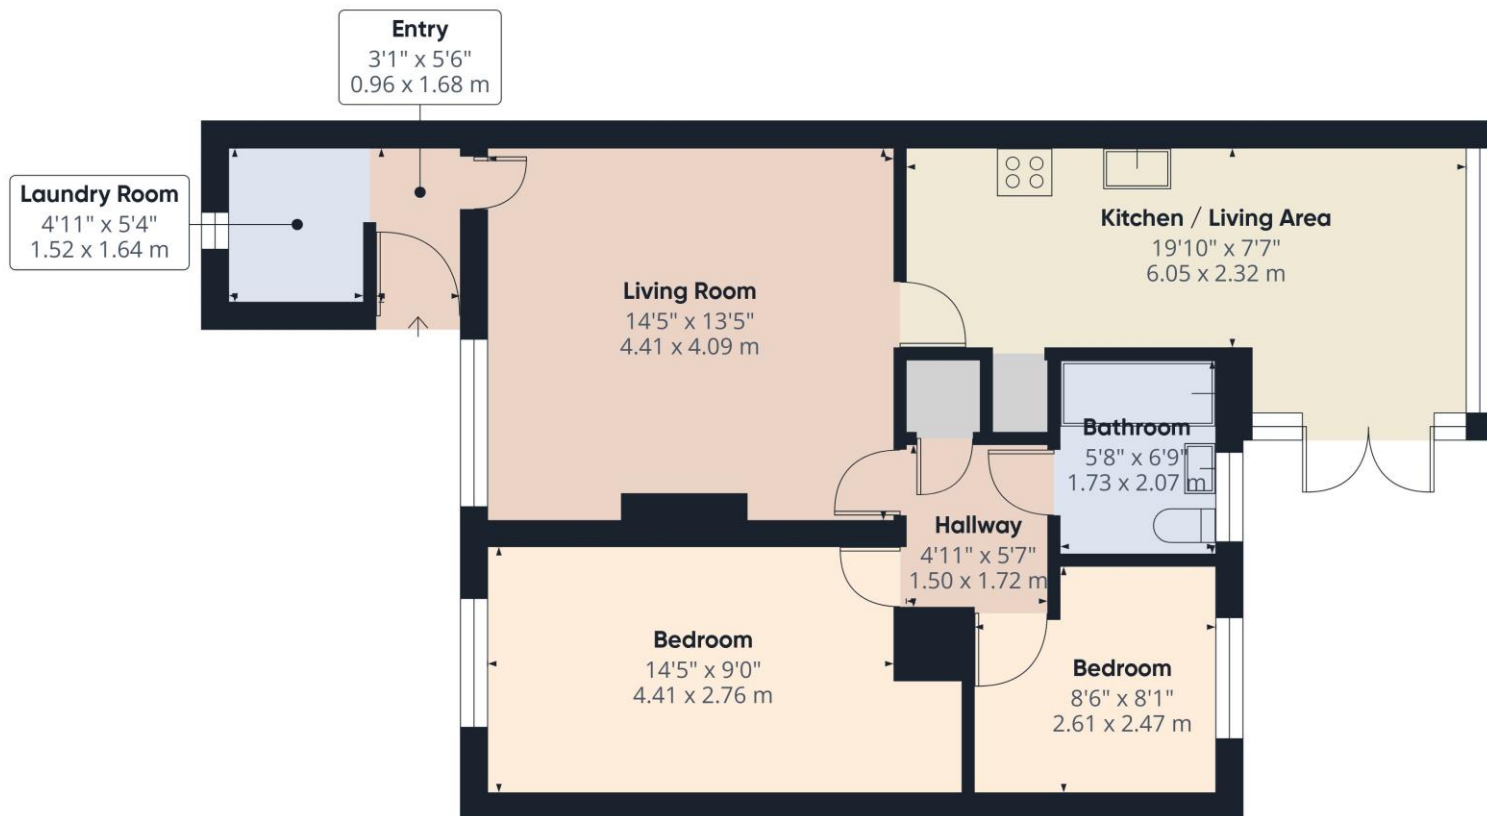 Entry
3'1" x 5'6"
0.96 x 1.68 m
Laundry Room
4'11" x 5'4"
1.52 x 1.64 m
Living Room
14'5" x 13'5"
4.41 x 4.09 m
Kitchen / Living Area
19'10" x 7'7"
6.05 x 2.32 m
Bathroom
5'8" x 6'9"
1.73 x 2.07 m
Hallway
4'11" x 5'7"
1.50 x 1.72 m
Bedroom
14'5" x 9'0"
4.41 x 2.76 m
Bedroom
8'6" x 8'1"
2.61 x 2.47 m